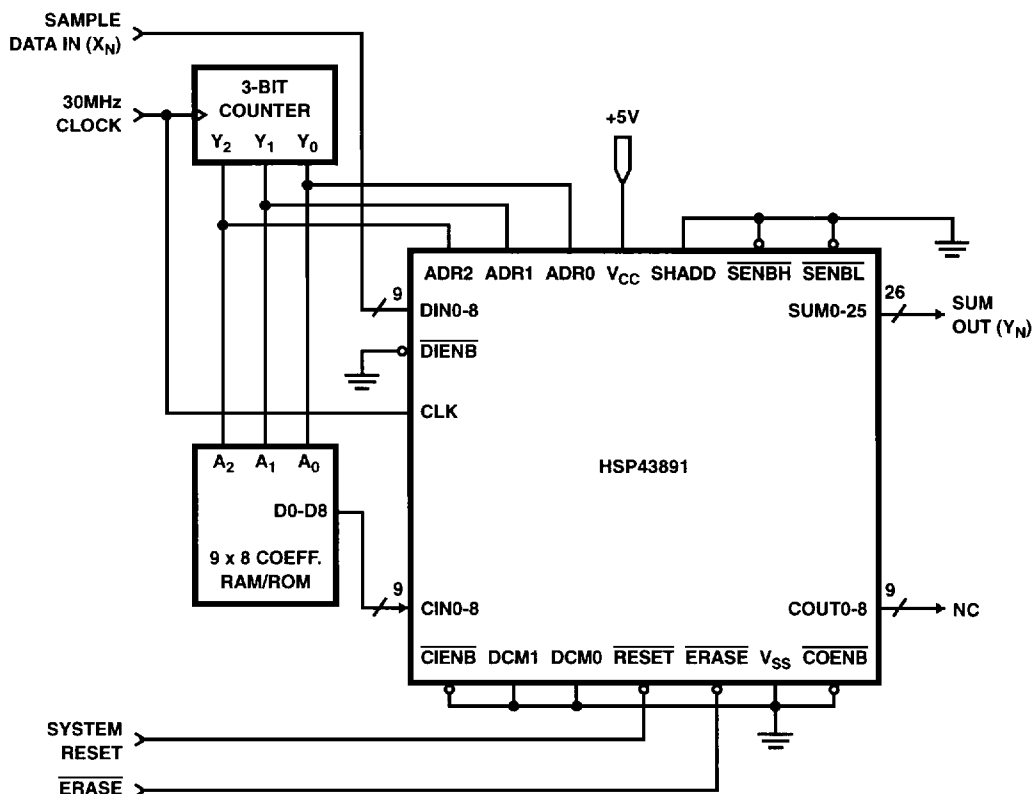 SAMPLE
DATA IN (XN)
3-BIT
COUNTER
30MHz
CLOCK
Y2 Y1 Y0
+5V
ADR2 ADR1 ADR0 VCC SHADD SENBH SENBL
9
DIN0-8
SUM0-25
26
SUM
OUT (YN)
DIENB
CLK
HSP43891
A2 A1 A0
D0-D8
9 x 8 COEFF.
RAM/ROM
9
CIN0-8
COUT0-8
9
NC
CIENB DCM1 DCM0 RESET ERASE VSS COENB
SYSTEM
RESET
ERASE